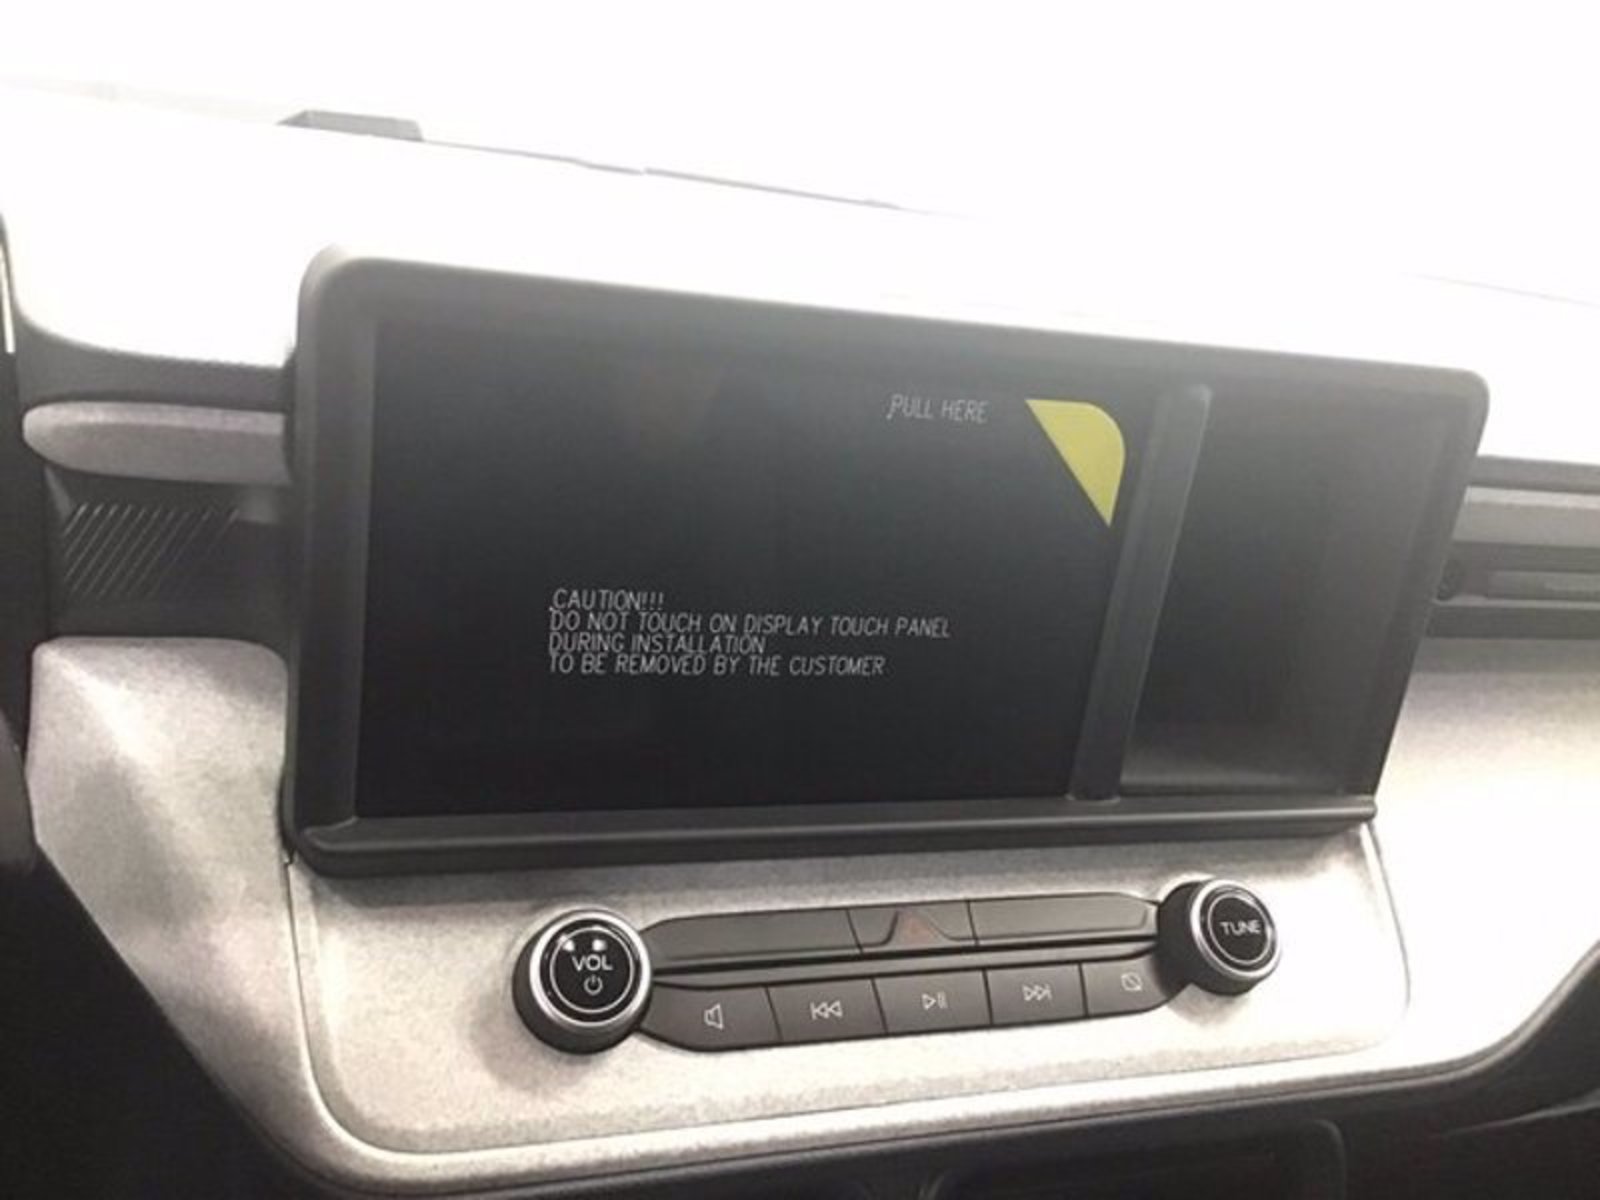 PULL HERE
CAUTION!!!
DO NOT TOUCH ON DISPLAY TOUCH PANEL
DURING INSTALLATION
TO BE REMOVED BY THE CUSTOMER
VOL
TUNE